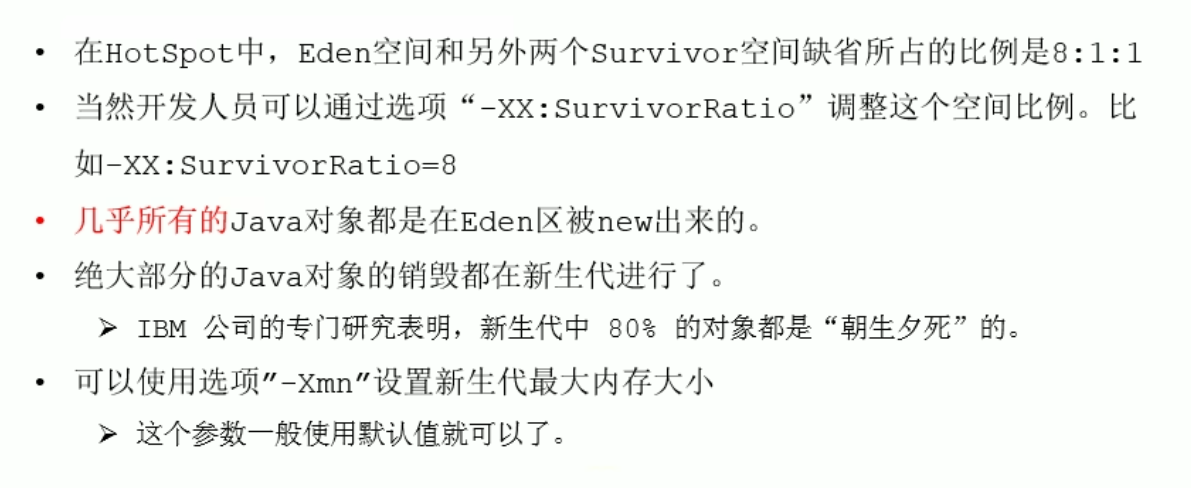 • 在HotSpot中，Eden空间和另外两个Survivor空间缺省所占的比例是8:1:1
• 当然开发人员可以通过选项“-XX:SurvivorRatio”调整这个空间比例。比
如-XX:SurvivorRatio=8
• 几乎所有的Java对象都是在Eden区被new出来的。
• 绝大部分的Java对象的销毁都在新生代进行了。
➢ IBM 公司的专门研究表明，新生代中 80% 的对象都是“朝生夕死”的。
• 可以使用选项"-Xmn"设置新生代最大内存大小
➢ 这个参数一般使用默认值就可以了。